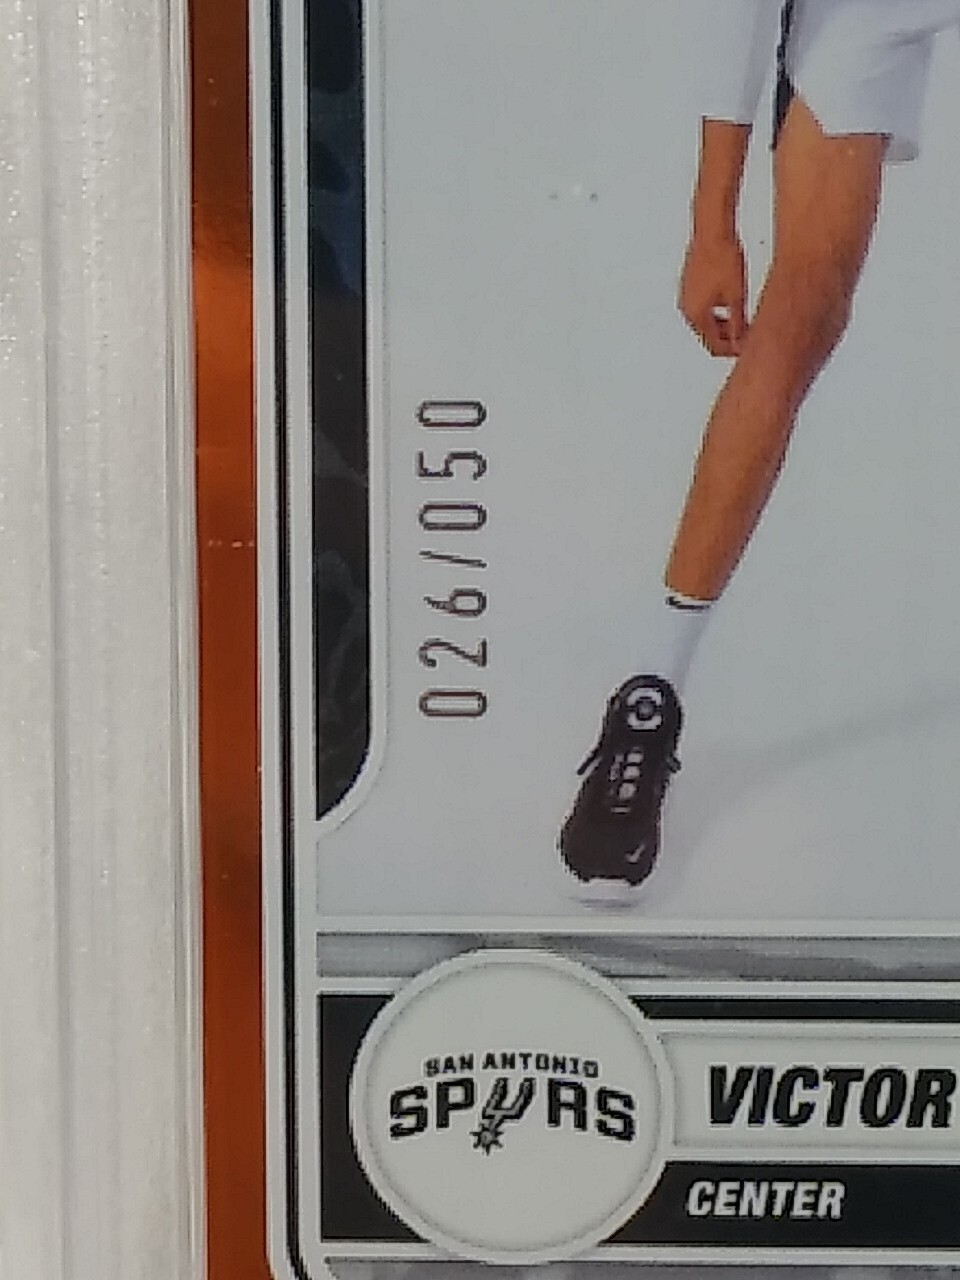 026/050
SAN ANTONIO
SPURS
VICTOR
CENTER